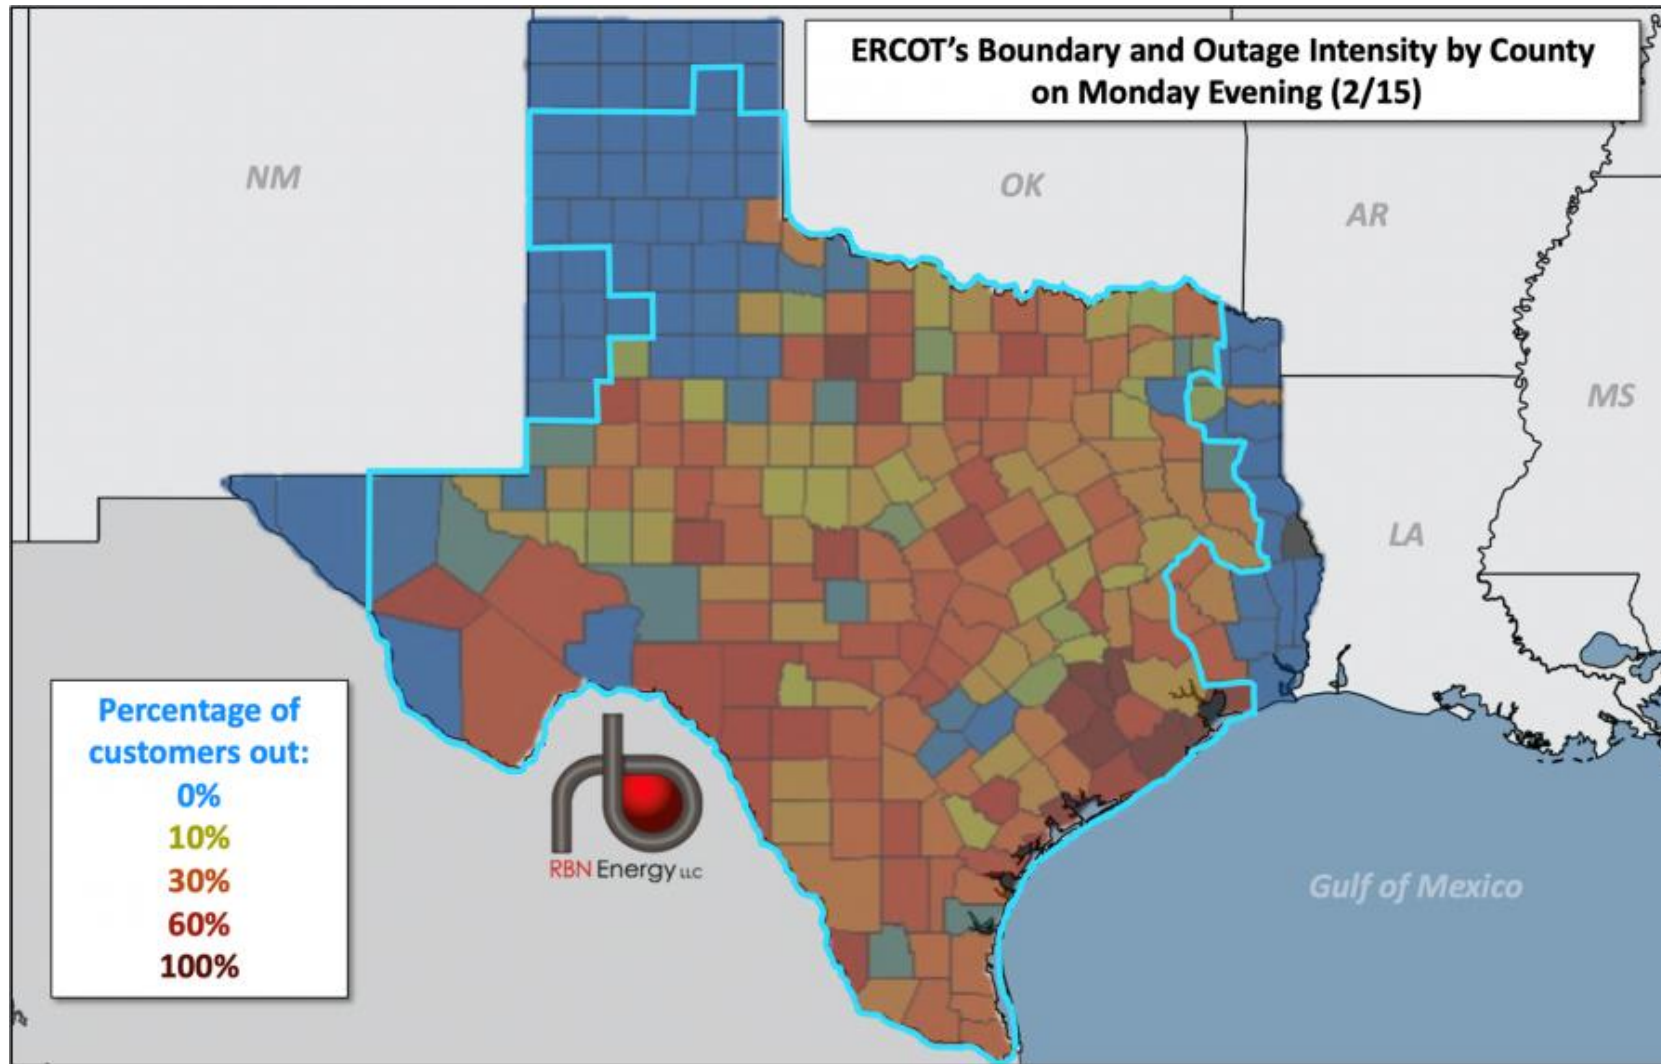 ERCOT's Boundary and Outage Intensity by County
on Monday Evening (2/15)
NM
OK
AR
MS
LA
Percentage of
customers out:
0%
10%
30%
60%
100%
RBN Energy LLC
Gulf of Mexico